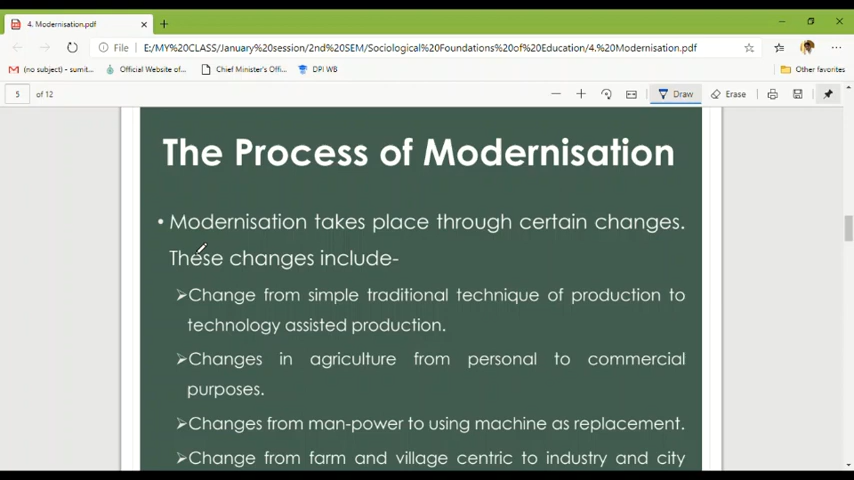 4. Modernisation.pdf
File
E:/MY%20CLASS/January%20session/2nd%20SEM/Sociological%20Foundations%20of%20Education/4.%20Modernisation.pdf
(no subject) - sumit...
Official Website of...
Chief Minister's Offi...
DPI WB
Other favorites
5 of 12
Draw
Erase
The Process of Modernisation
• Modernisation takes place through certain changes.
These changes include-
➢Change from simple traditional technique of production to
technology assisted production.
➢Changes in agriculture from personal to commercial
purposes.
➢Changes from man-power to using machine as replacement.
➢Change from farm and village centric to industry and city